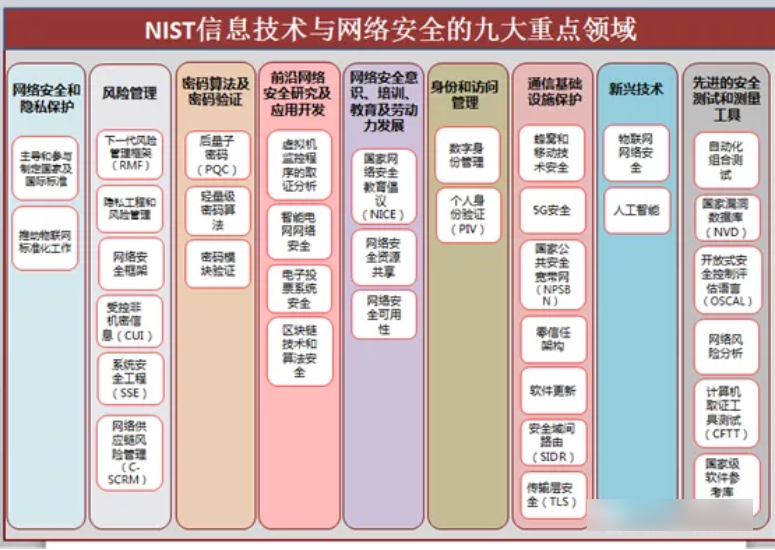 NIST信息技术与网络安全的九大重点领域
网络安全和
隐私保护
主导和参与
制定国家及
国际标准
推动物联网
标准化工作
风险管理
下一代风险
管理框架
(RMF)
隐私工程和
风险管理
网络安
全框架
受控非
机密信
息(CUI)
系统安
全工程
(SSE)
网络供
应链风
险管理
(C-
SCRM)
密码算法及
密码验证
后量子
密码
(PQC)
轻量级
密码算
法
密码模
块验证
前沿网络
安全研究及
应用开发
虚拟机
监控程
序的取
证分析
智能电
网网络
安全
电子投
票系统
安全
区块链
技术和
算法安
全
网络安全意
识、培训、
教育及劳动
力发展
国家网
络安全
教育倡
议
(NICE)
网络安
全资源
共享
网络安
全可用
性
身份和访问
管理
数字身
份管理
个人身
份验证
(PIV)
通信基础
设施保护
蜂窝和
移动技
术安全
5G安全
国家公
共安全
宽带网
(NPSB
N)
零信任
架构
软件更新
安全域间
路由
(SIDR)
传输层安
全(TLS)
新兴技术
物联网
网络安
全
人工智能
先进的安全
测试和测量
工具
自动化
组合测
试
国家漏洞
数据库
(NVD)
开放式安
全控制评
估语言
(OSCAL)
网络风
险分析
计算机
取证工
具测试
(CFTT)
国家级
软件参
考库